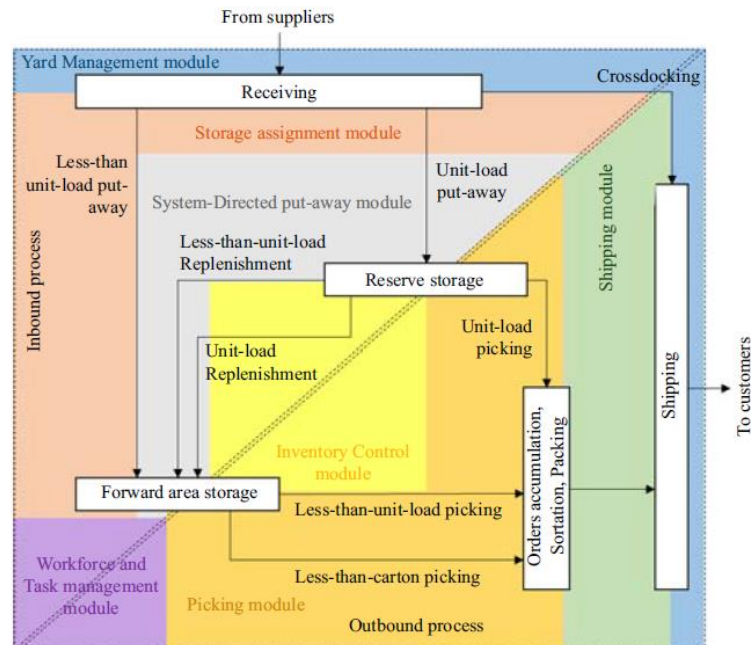 From suppliers
Yard Management module
Crossdocking
Receiving
Storage assignment module
Less-than
unit-load put-
away
Unit-load
put-away
System-Directed put-away module
Less-than-unit-load
Replenishment
Reserve storage
Shipping module
Inbound process
Unit-load
picking
Unit-load
Replenishment
Shipping
To customers
Orders accumulation,
Sortation, Packing
Inventory Control
module
Forward area storage
Less-than-unit-load picking
Workforce and
Task management
module
Less-than-carton picking
Picking module
Outbound process